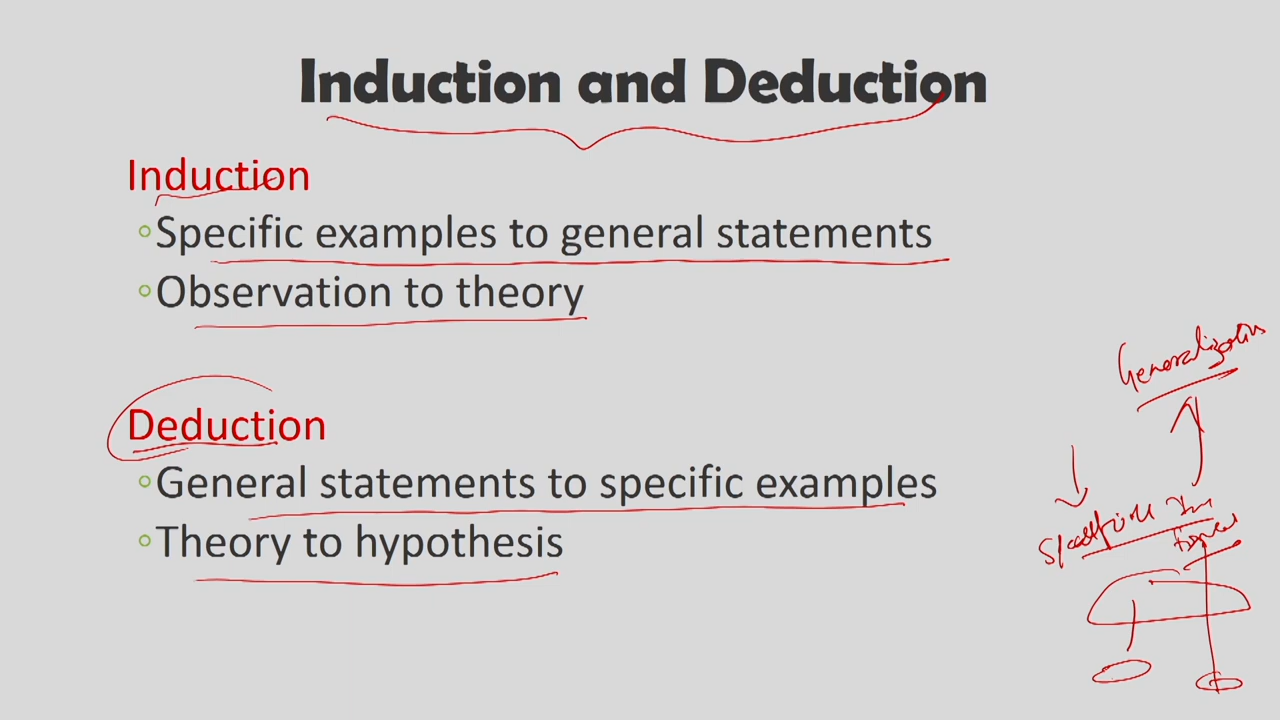 Induction and Deduction
Induction
◦Specific examples to general statements
◦Observation to theory
Deduction
◦General statements to specific examples
◦Theory to hypothesis
Generalization